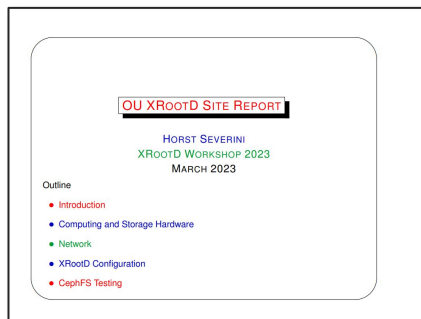 OU XROOTD SITE REPORT
HORST SEVERINI
XROOTD WORKSHOP 2023
MARCH 2023
Outline
• Introduction
• Computing and Storage Hardware
• Network
• XRootD Configuration
• CephFS Testing